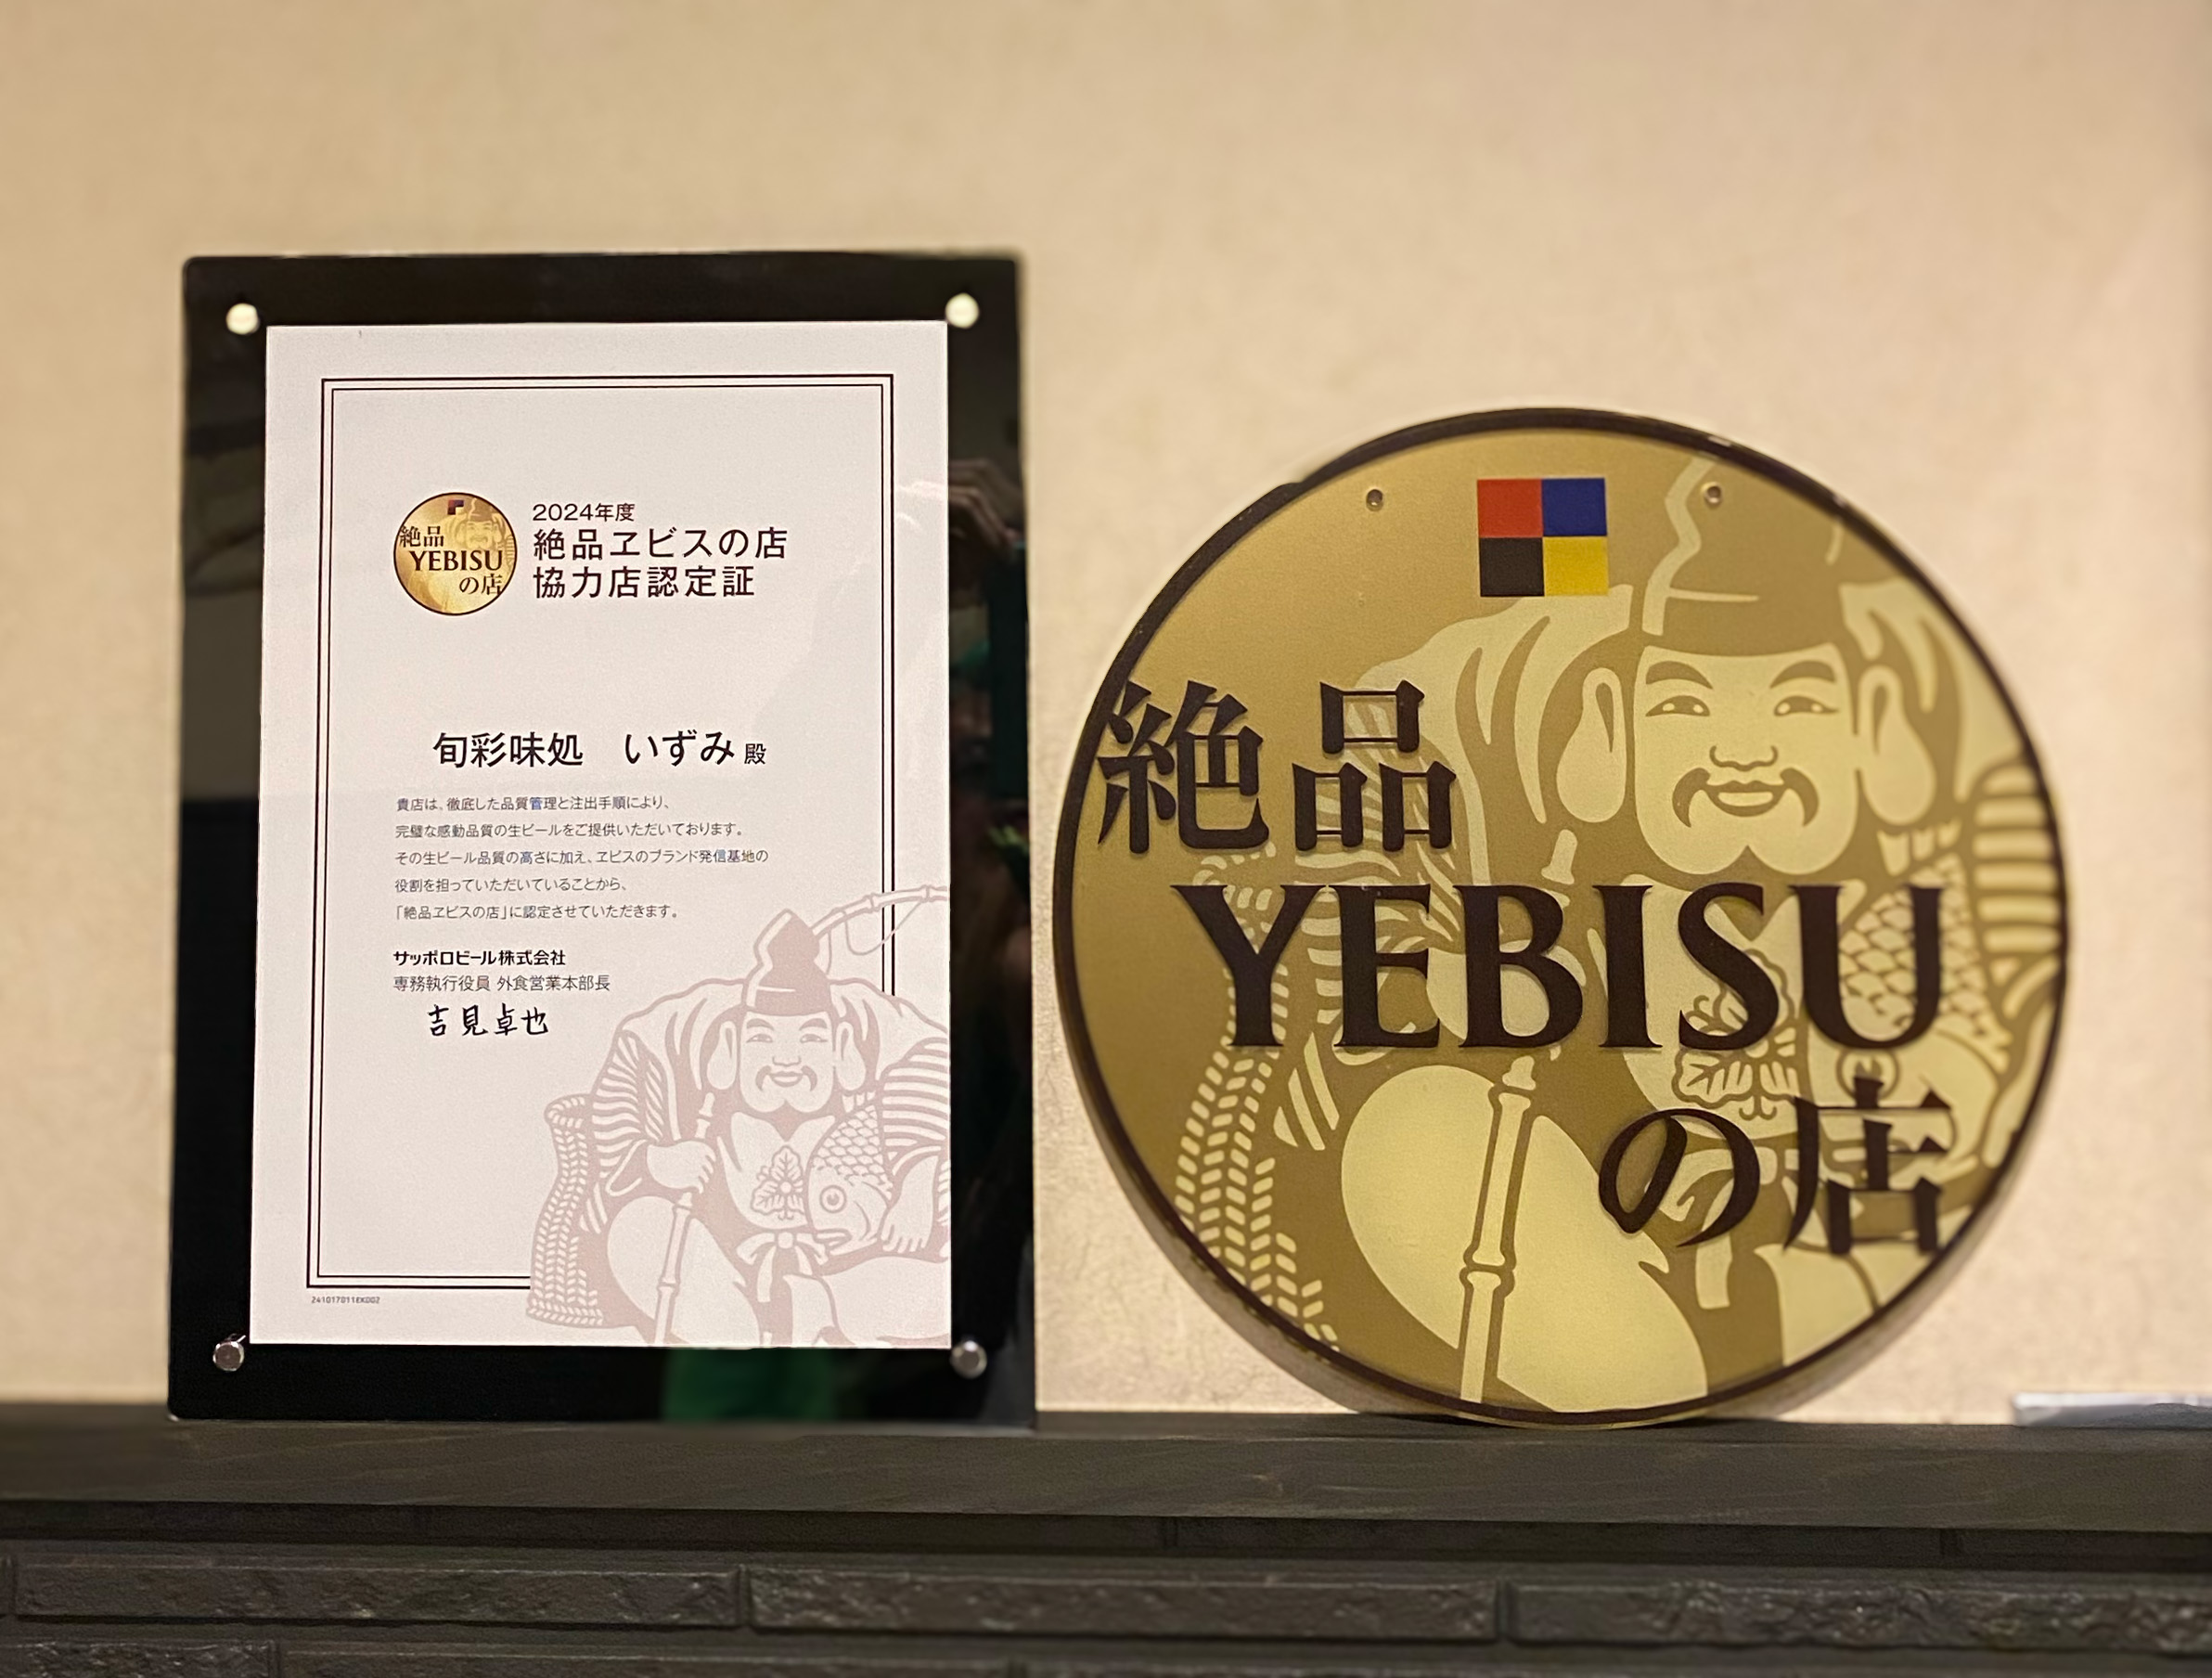 絶品
YEBISU
の店
2024年度
絶品ヱビスの店
協力店認定証
旬彩味処 いずみ 殿
貴店は、徹底した品質管理と注出手順により、
完璧な感動品質の生ビールをご提供いただいております。
その生ビール品質の高さに加え、ヱビスのブランド発信基地の
役割を担っていただいていることから、
「絶品ヱビスの店」に認定させていただきます。
サッポロビール株式会社
専務執行役員 外食営業本部長
吉見卓也
241017011EX002
絶品
YEBISU
の店